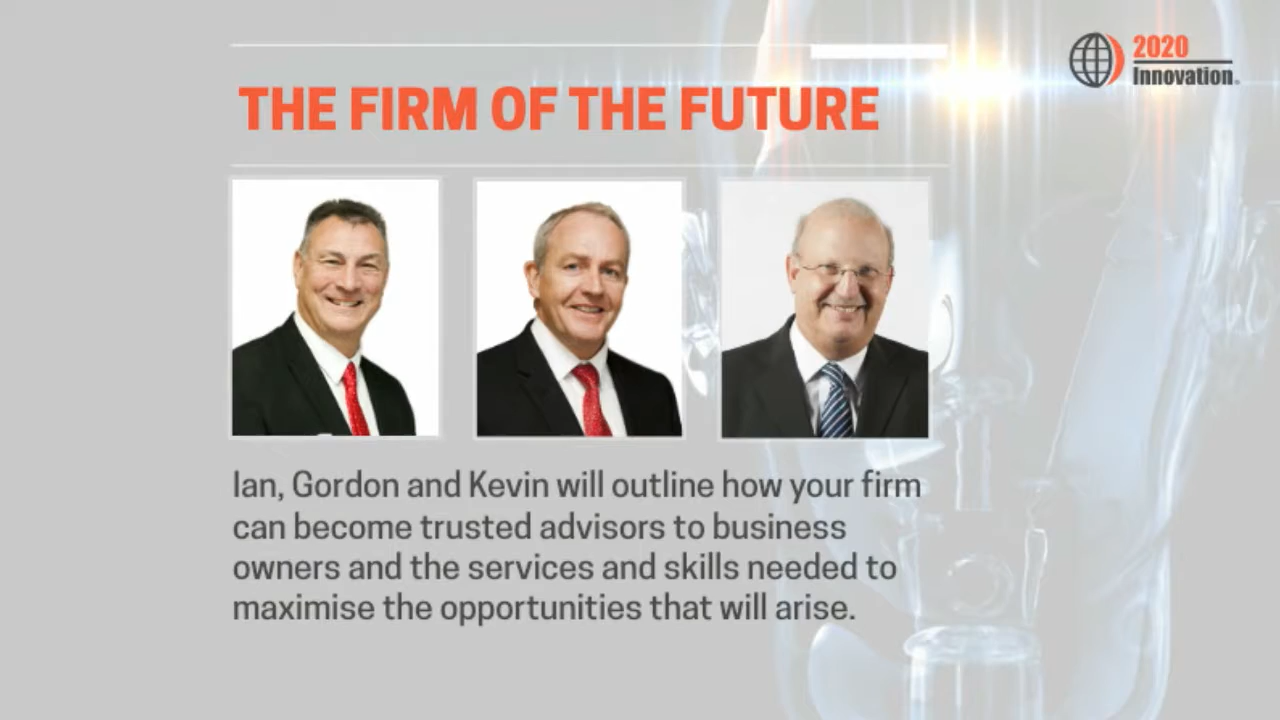 2020
Innovation
THE FIRM OF THE FUTURE
Ian, Gordon and Kevin will outline how your firm
can become trusted advisors to business
owners and the services and skills needed to
maximise the opportunities that will arise.